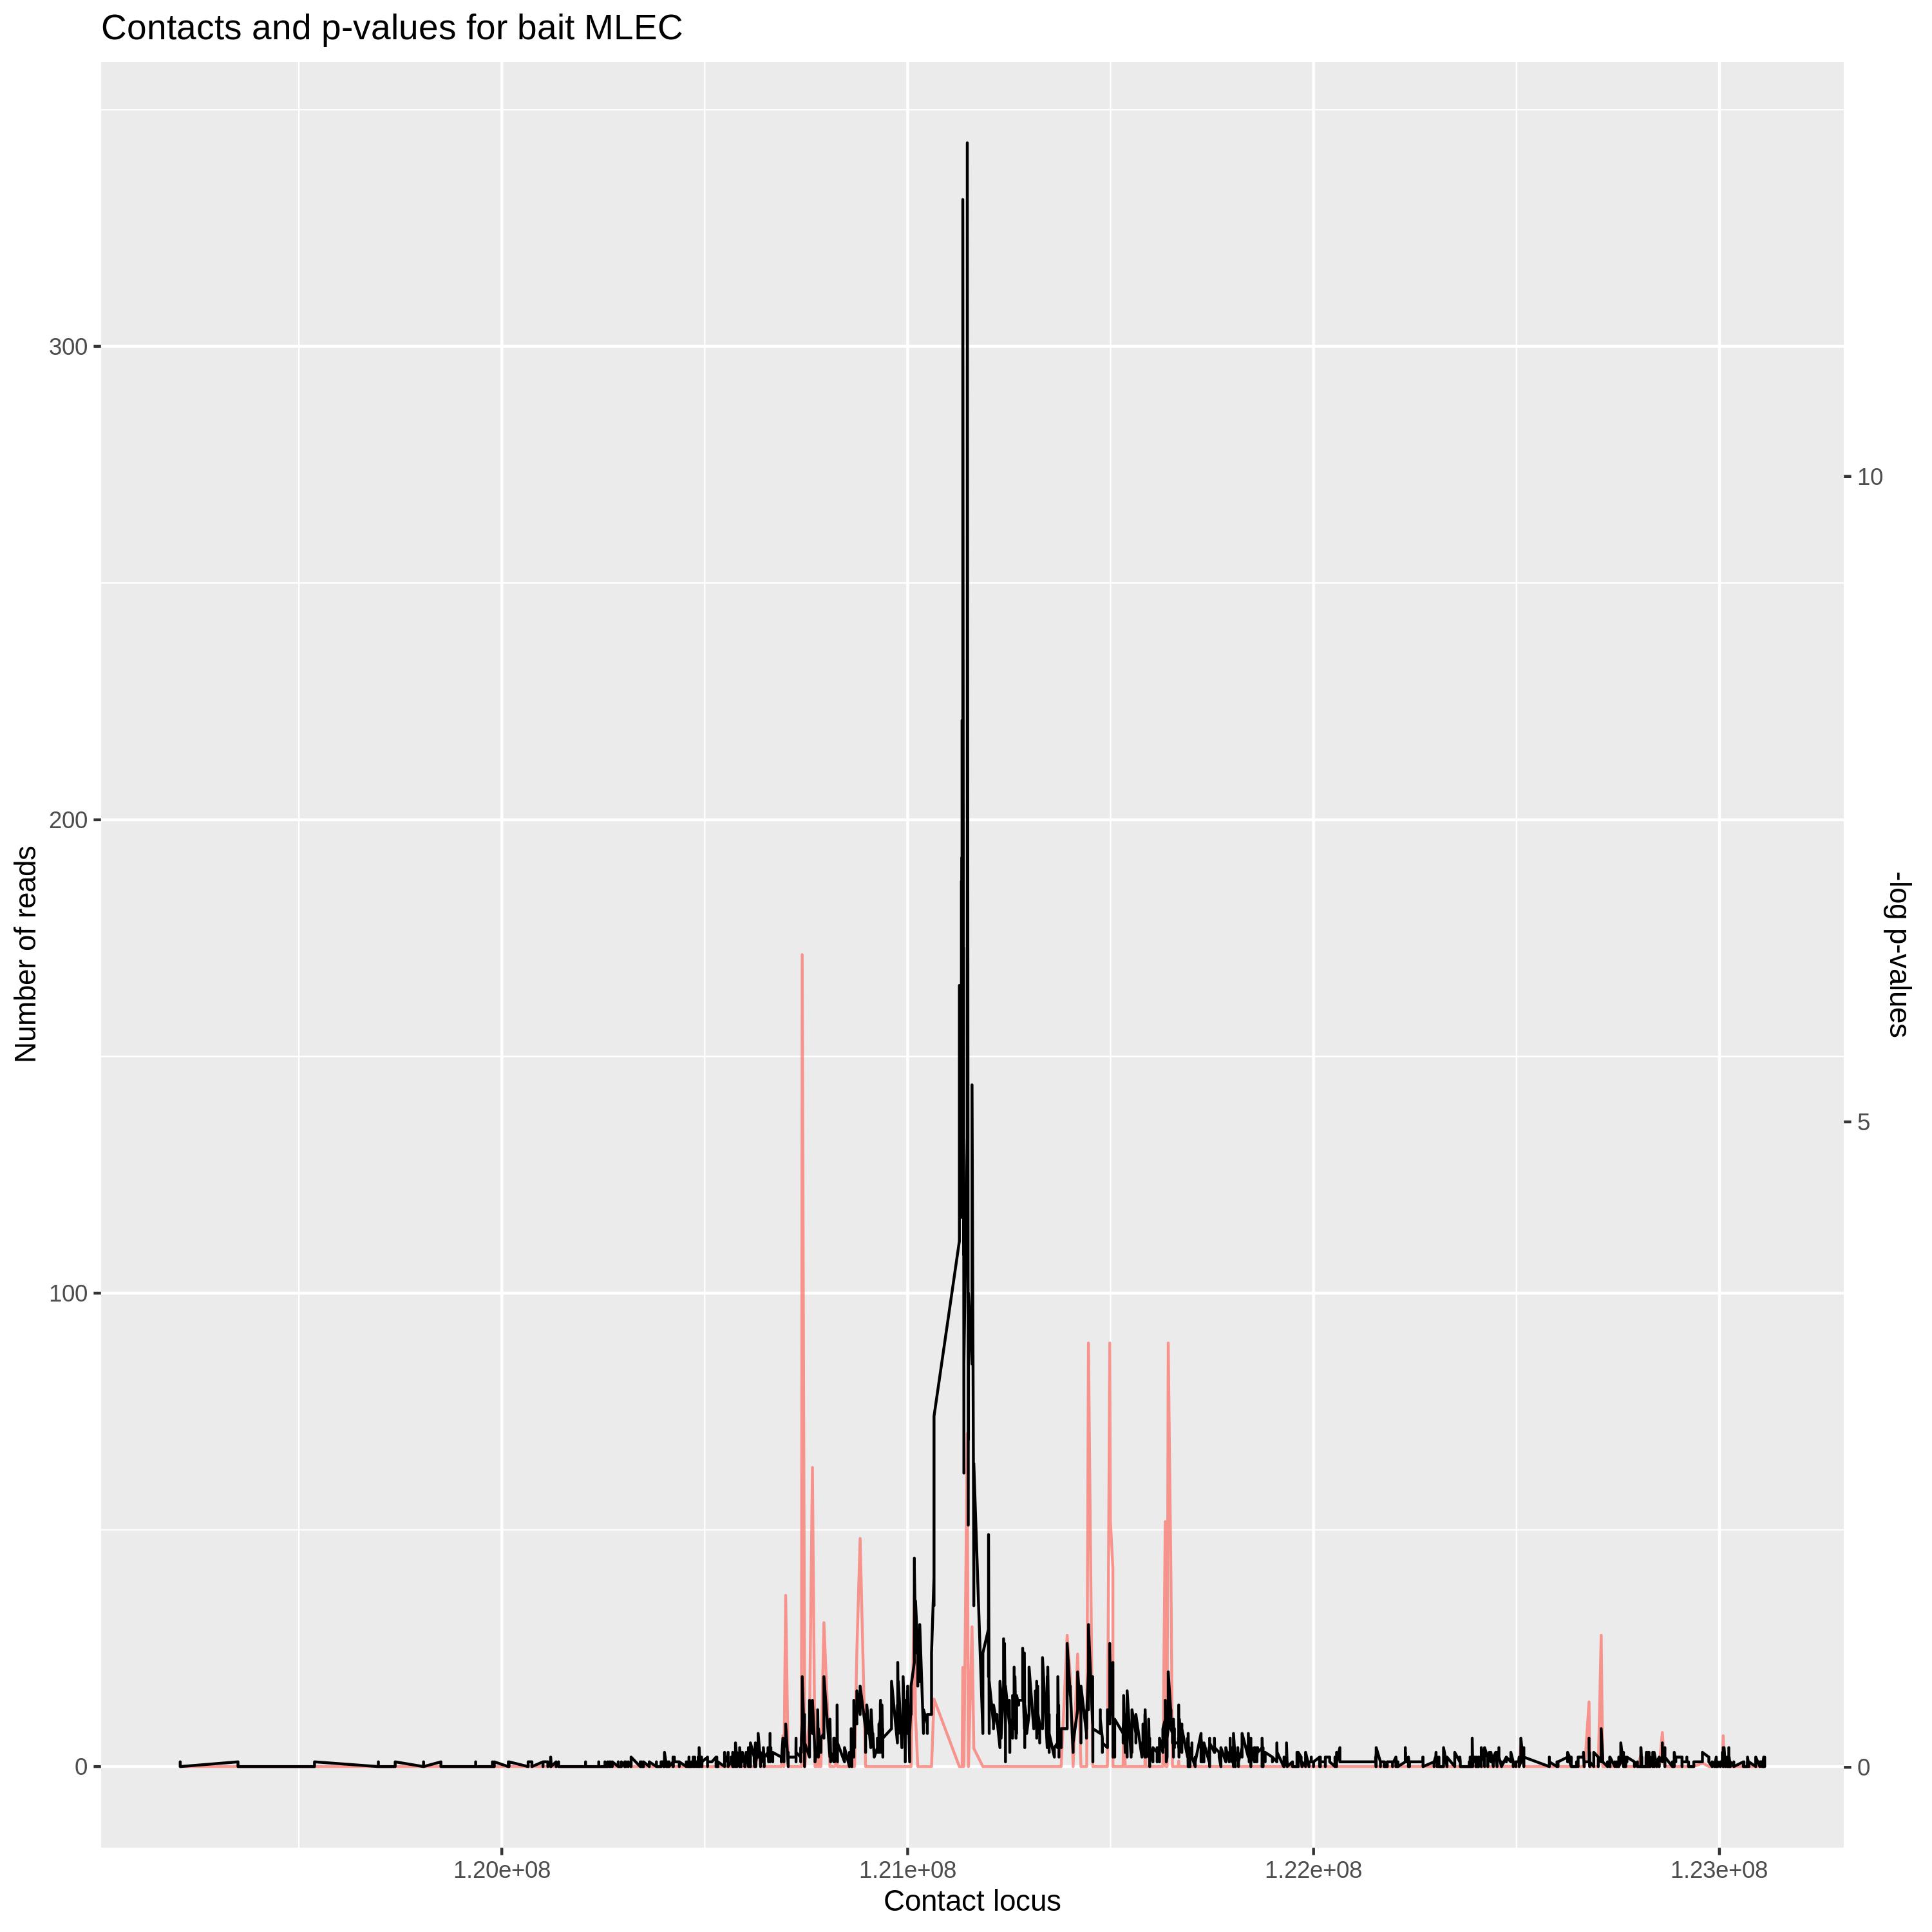 Contacts and p-values for bait MLEC
Number of reads
300
200
100
0
10
5
0
-log p-values
1.20e+08
1.21e+08
1.22e+08
1.23e+08
Contact locus